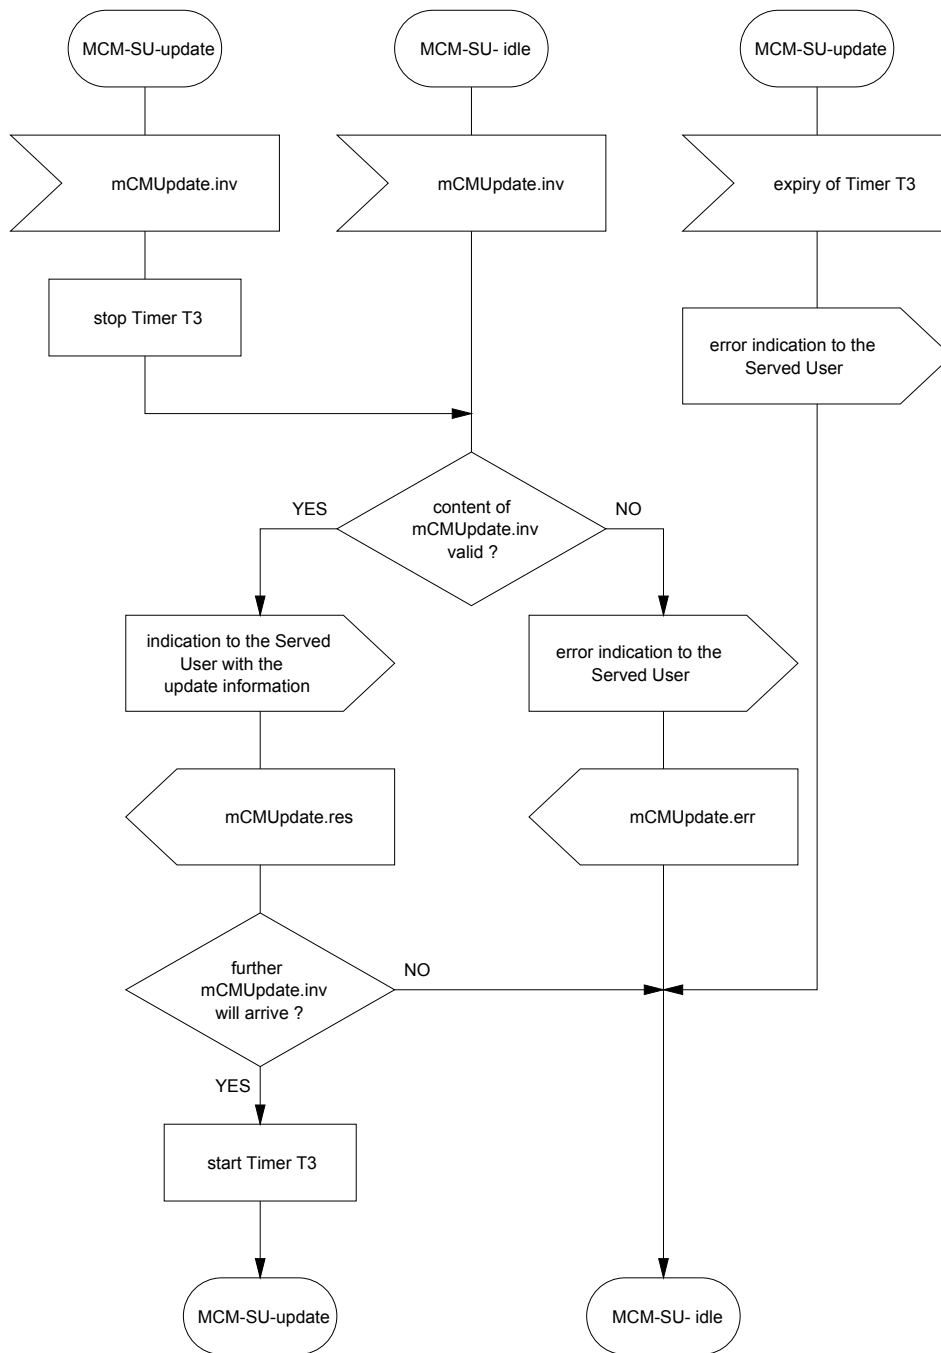 MCM-SU-update
MCM-SU- idle
MCM-SU-update
mCMUpdate.inv
mCMUpdate.inv
expiry of Timer T3
stop Timer T3
error indication to the
Served User
YES
content of
mCMUpdate.inv
valid ?
NO
indication to the Served
User with the
update information
error indication to the
Served User
mCMUpdate.res
mCMUpdate.err
further
mCMUpdate.inv
will arrive ?
NO
YES
start Timer T3
MCM-SU-update
MCM-SU- idle